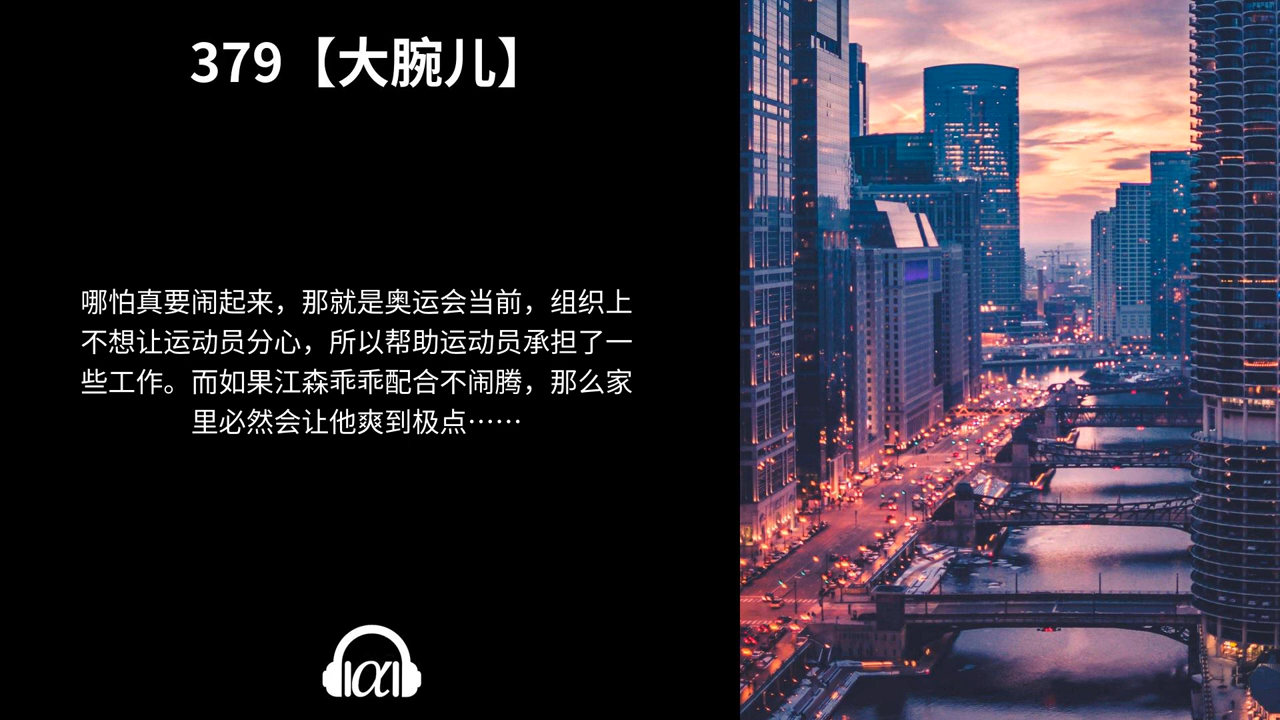 379【大腕儿】
哪怕真要闹起来，那就是奥运会当前，组织上
不想让运动员分心，所以帮助运动员承担了一
些工作。而如果江森乖乖配合不闹腾，那么家
里必然会让他爽到极点……
α